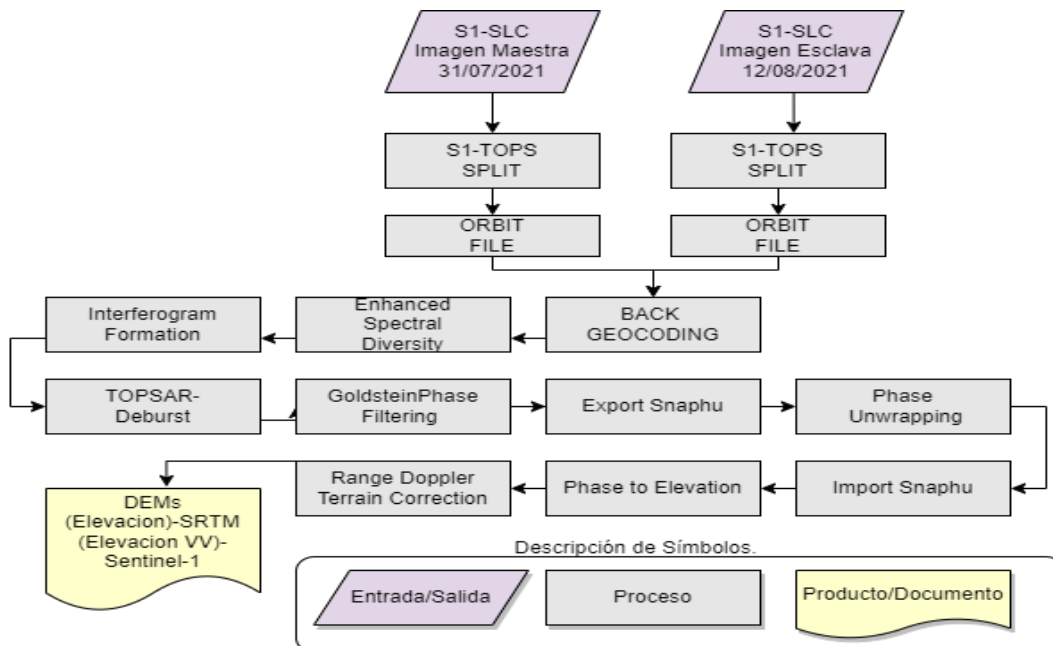 S1-SLC
Imagen Maestra
31/07/2021
S1-SLC
Imagen Esclava
12/08/2021
S1-TOPS
SPLIT
S1-TOPS
SPLIT
ORBIT
FILE
ORBIT
FILE
BACK
GEOCODING
Enhanced
Spectral
Diversity
Interferogram
Formation
TOPSAR-
Deburst
GoldsteinPhase
Filtering
Export Snaphu
Phase
Unwrapping
Import Snaphu
Phase to Elevation
Range Doppler
Terrain Correction
DEMs
(Elevacion)-SRTM
(Elevacion VV)-
Sentinel-1
Descripción de Símbolos.
Entrada/Salida
Proceso
Producto/Documento